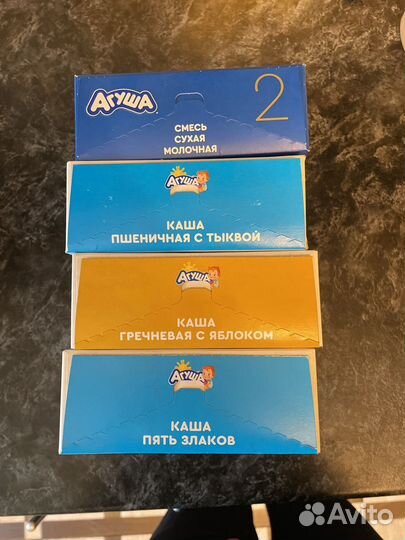 АГУША
2
СМЕСЬ
СУХАЯ
МОЛОЧНАЯ
АГУША
КАША
ПШЕНИЧНАЯ С ТЫКВОЙ
АГУША
КАША
ГРЕЧНЕВАЯ С ЯБЛОКОМ
АГУША
КАША
ПЯТЬ ЗЛАКОВ
Avito